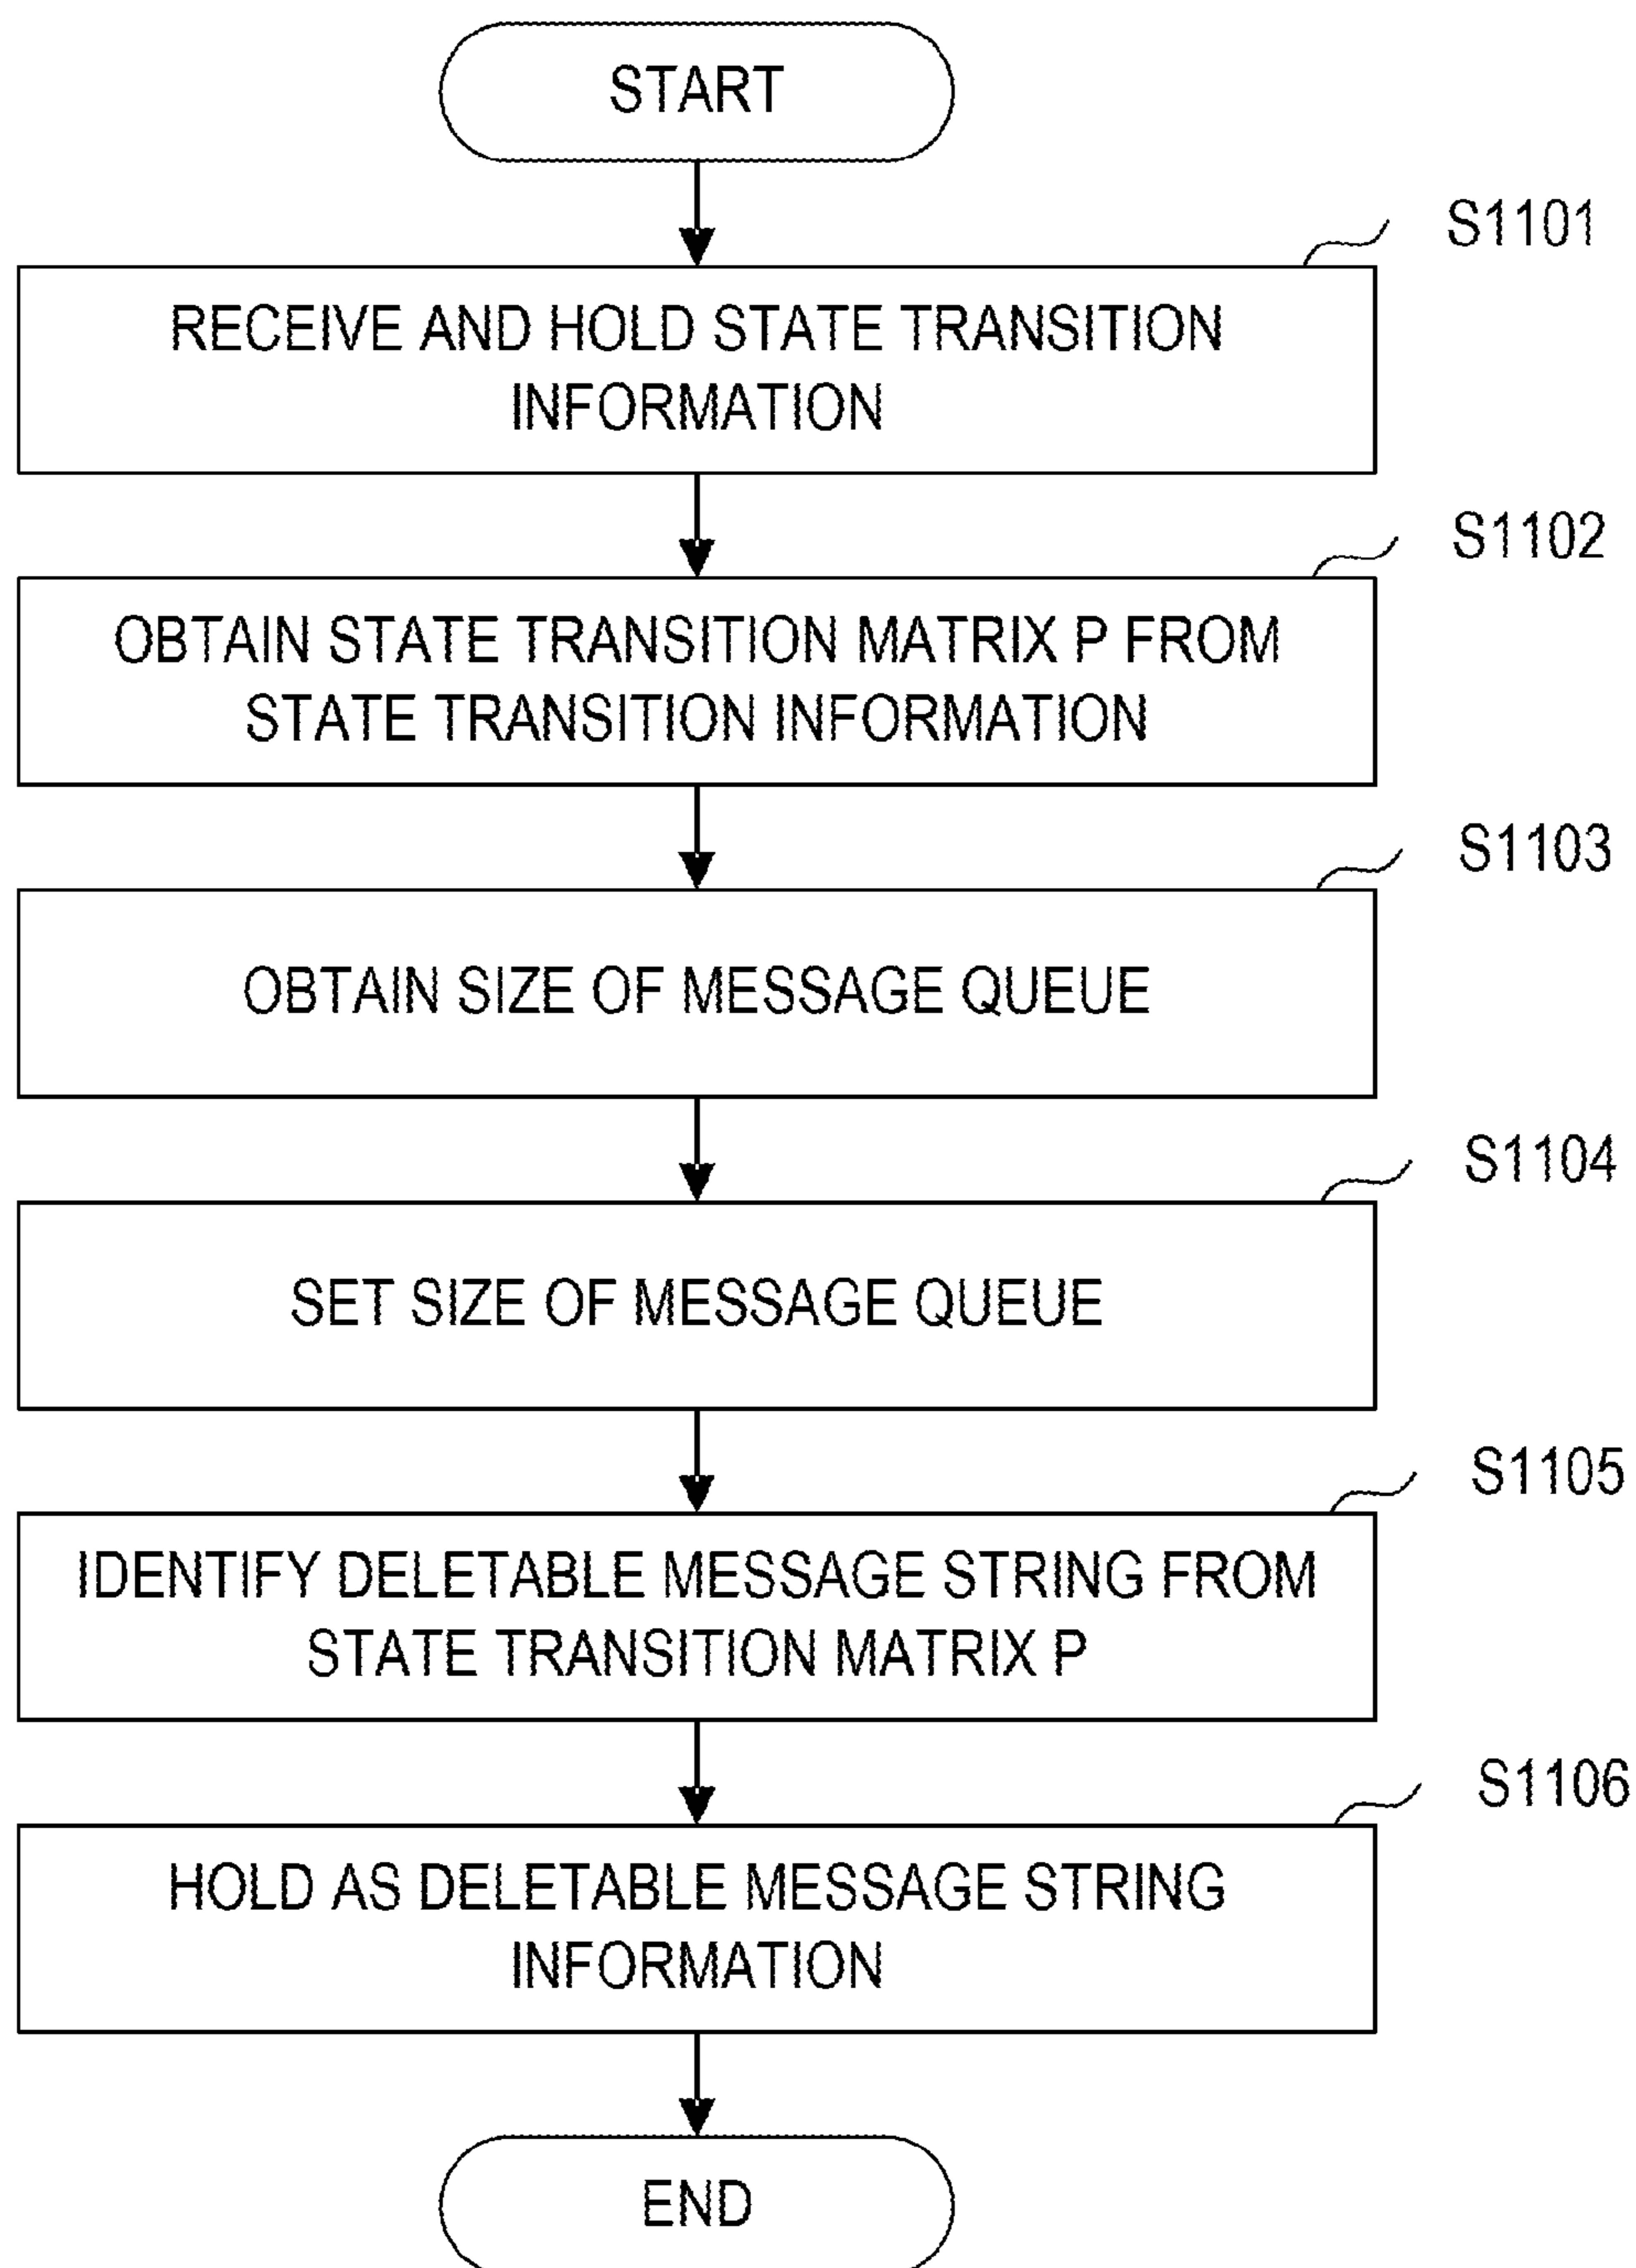 START
S1101
RECEIVE AND HOLD STATE TRANSITION
INFORMATION
S1102
OBTAIN STATE TRANSITION MATRIX P FROM
STATE TRANSITION INFORMATION
S1103
OBTAIN SIZE OF MESSAGE QUEUE
S1104
SET SIZE OF MESSAGE QUEUE
S1105
IDENTIFY DELETABLE MESSAGE STRING FROM
STATE TRANSITION MATRIX P
S1106
HOLD AS DELETABLE MESSAGE STRING
INFORMATION
END